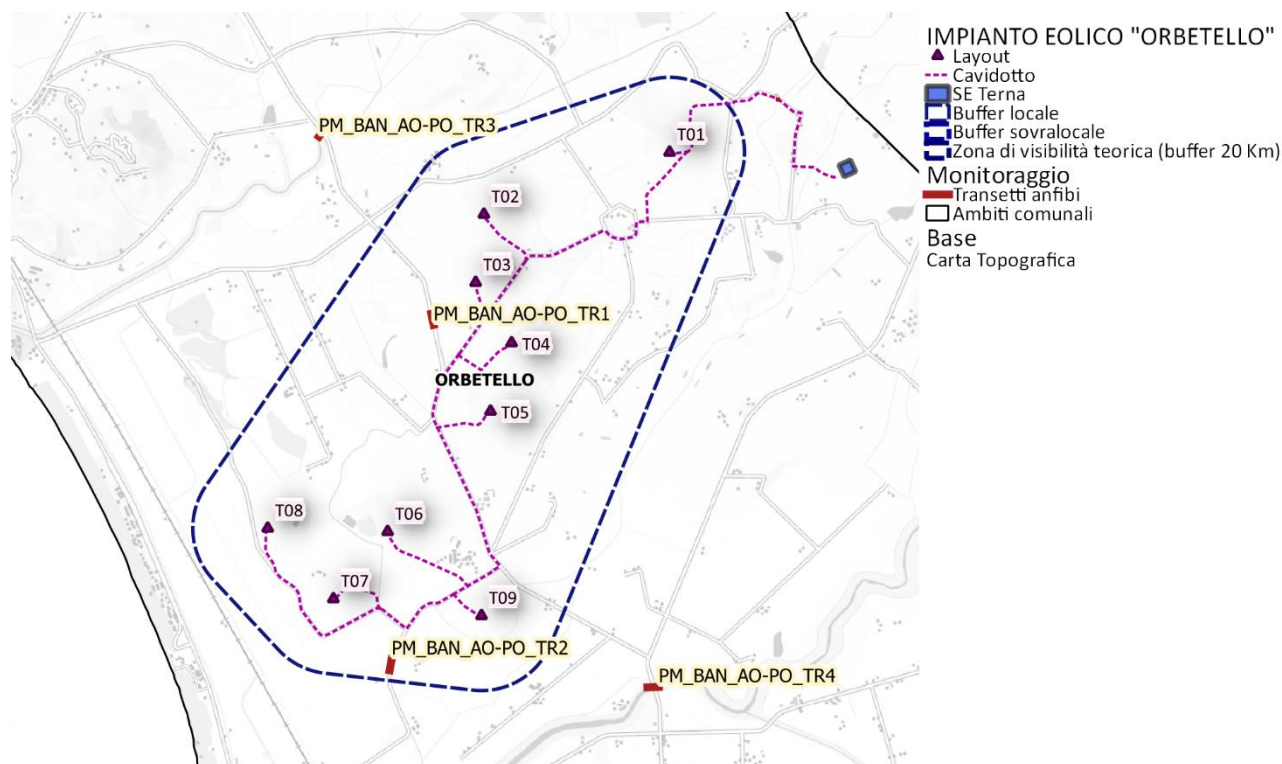 IMPIANTO EOLICO "ORBETELLO"
Layout
Cavidotto
SE Terna
Buffer locale
Buffer sovralocale
Zona di visibilità teorica (buffer 20 Km)
Monitoraggio
Transetti anfibi
Ambiti comunali
Base
Carta Topografica
PM_BAN_AO-PO_TR3
T01
T02
T03
PM_BAN_AO-PO_TR1
T04
ORBETELLO
T05
T08
T06
T07
T09
PM_BAN_AO-PO_TR2
PM_BAN_AO-PO_TR4